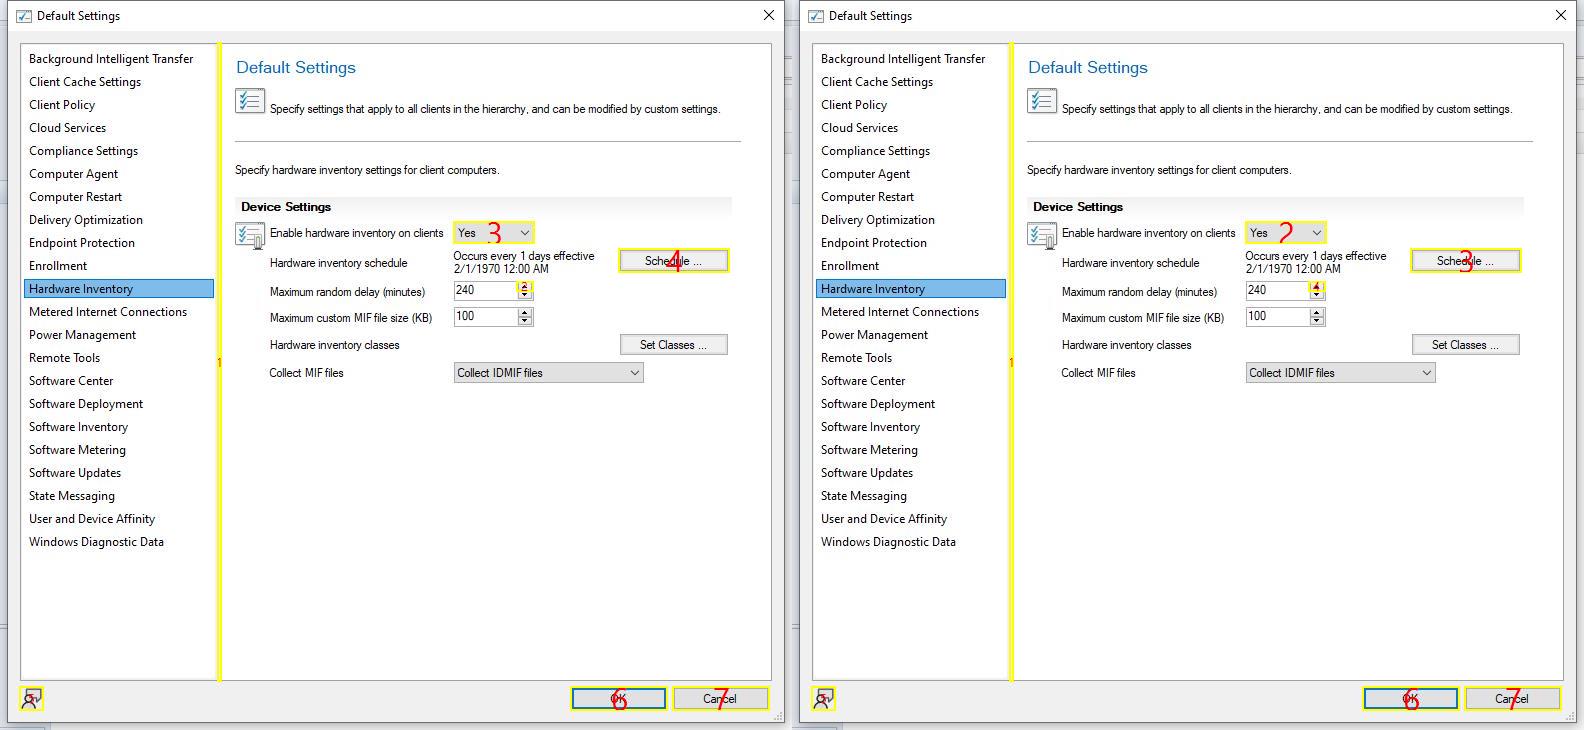 Default Settings
Background Intelligent Transfer
Client Cache Settings
Client Policy
Cloud Services
Compliance Settings
Computer Agent
Computer Restart
Delivery Optimization
Endpoint Protection
Enrollment
Hardware Inventory
Metered Internet Connections
Power Management
Remote Tools
Software Center
Software Deployment
Software Inventory
Software Metering
Software Updates
State Messaging
User and Device Affinity
Windows Diagnostic Data
1
Default Settings
Specify settings that apply to all clients in the hierarchy, and can be modified by custom settings.
Specify hardware inventory settings for client computers.
Device Settings
Enable hardware inventory on clients Yes 3
Hardware inventory schedule Occurs every 1 days effective
2/1/1970 12:00 AM Schedule ... 4
Maximum random delay (minutes) 240 2
Maximum custom MIF file size (KB) 100
Hardware inventory classes Set Classes ...
Collect MIF files Collect IDMIF files
OK 6 Cancel 7
Default Settings
Background Intelligent Transfer
Client Cache Settings
Client Policy
Cloud Services
Compliance Settings
Computer Agent
Computer Restart
Delivery Optimization
Endpoint Protection
Enrollment
Hardware Inventory
Metered Internet Connections
Power Management
Remote Tools
Software Center
Software Deployment
Software Inventory
Software Metering
Software Updates
State Messaging
User and Device Affinity
Windows Diagnostic Data
1
Default Settings
Specify settings that apply to all clients in the hierarchy, and can be modified by custom settings.
Specify hardware inventory settings for client computers.
Device Settings
Enable hardware inventory on clients Yes 2
Hardware inventory schedule Occurs every 1 days effective
2/1/1970 12:00 AM Schedule ... 3
Maximum random delay (minutes) 240
Maximum custom MIF file size (KB) 100
Hardware inventory classes Set Classes ...
Collect MIF files Collect IDMIF files
OK 6 Cancel 7